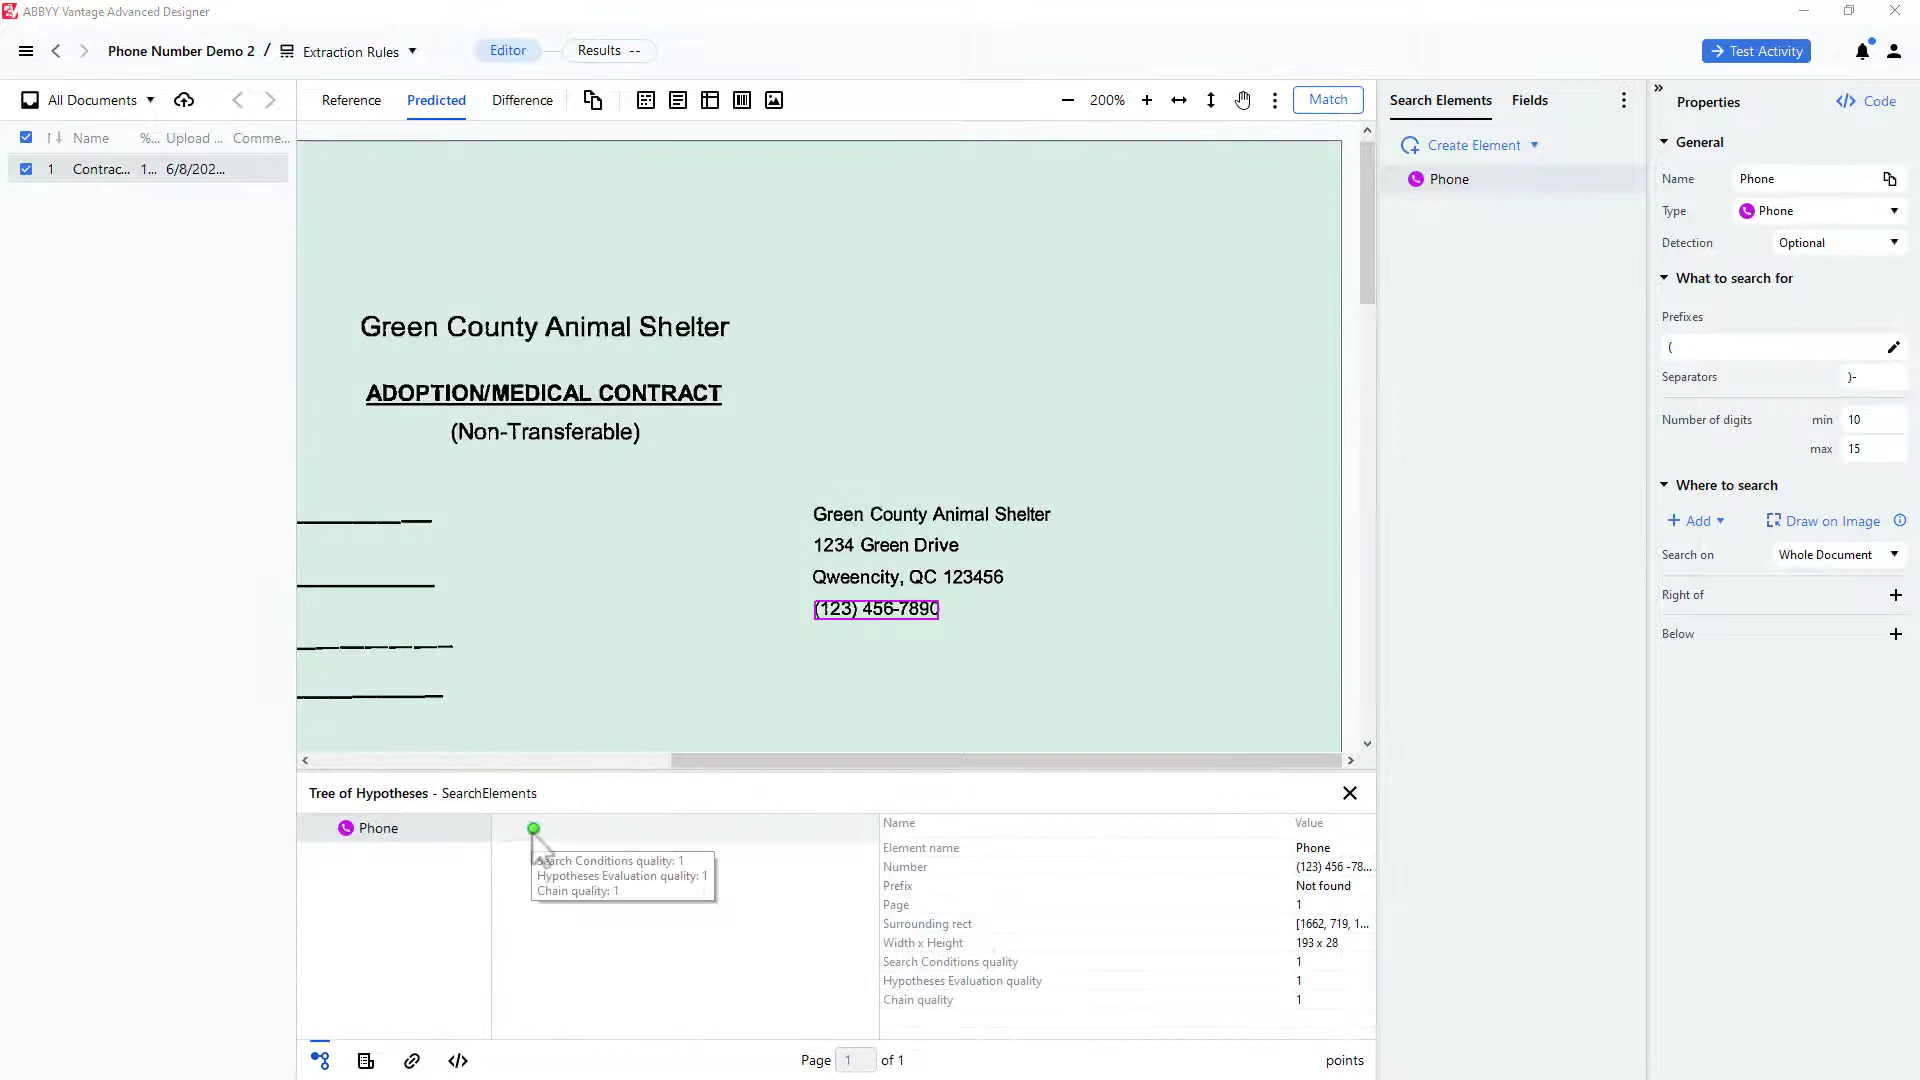 ABBYY Vantage Advanced Designer
Phone Number Demo 2 / Extraction Rules
Editor
Results --
Test Activity
All Documents
Reference
Predicted
Difference
200%
Match
Search Elements
Fields
Properties
Code
Name %... Upload ... Comme...
1 Contrac... 1... 6/8/202...
Create Element
Phone
General
Name Phone
Type Phone
Detection Optional
What to search for
Prefixes
(
Separators )-
Number of digits min 10
max 15
Where to search
Add
Draw on Image
Search on Whole Document
Right of
Below
Green County Animal Shelter
ADOPTION/MEDICAL CONTRACT
(Non-Transferable)
Green County Animal Shelter
1234 Green Drive
Qweencity, QC 123456
(123) 456-7890
Tree of Hypotheses - SearchElements
Phone
Search Conditions quality: 1
Hypotheses Evaluation quality: 1
Chain quality: 1
Name Value
Element name Phone
Number (123) 456 -78...
Prefix Not found
Page 1
Surrounding rect [1662, 719, 1...
Width x Height 193 x 28
Search Conditions quality 1
Hypotheses Evaluation quality 1
Chain quality 1
Page 1 of 1
points